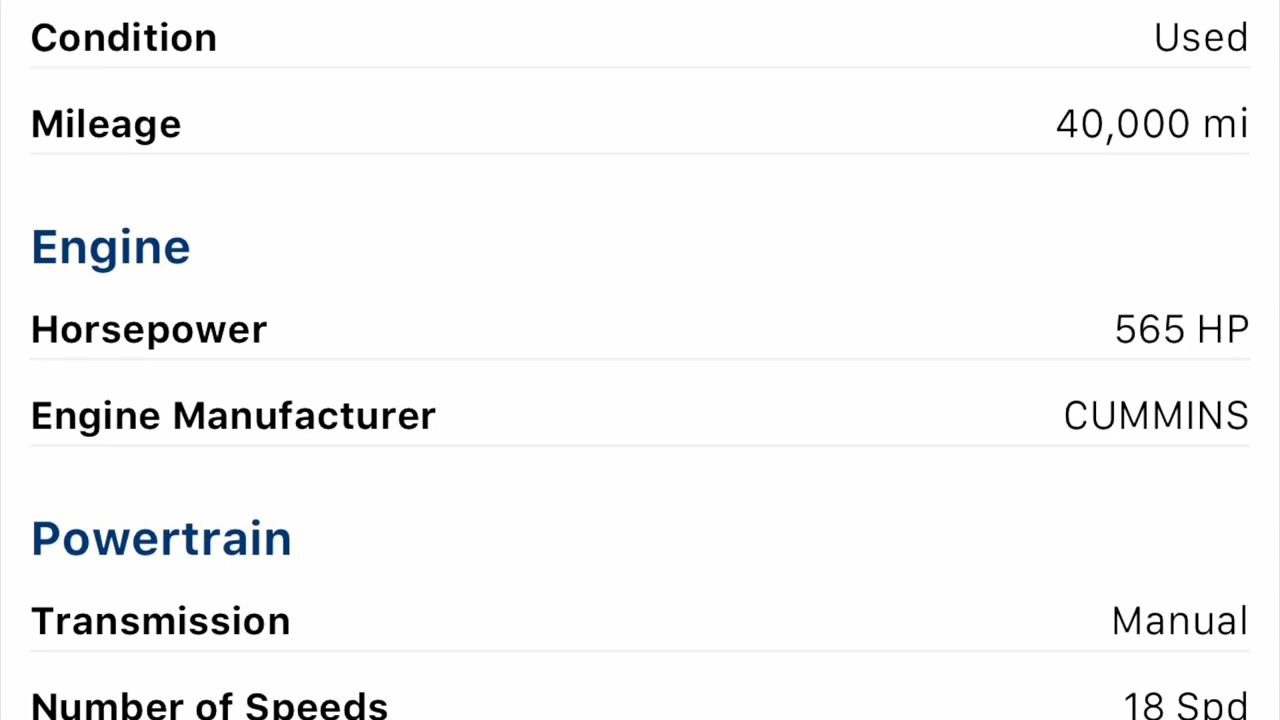 Condition Used
Mileage 40,000 mi
Engine
Horsepower 565 HP
Engine Manufacturer CUMMINS
Powertrain
Transmission Manual
Number of Speeds 18 Spd